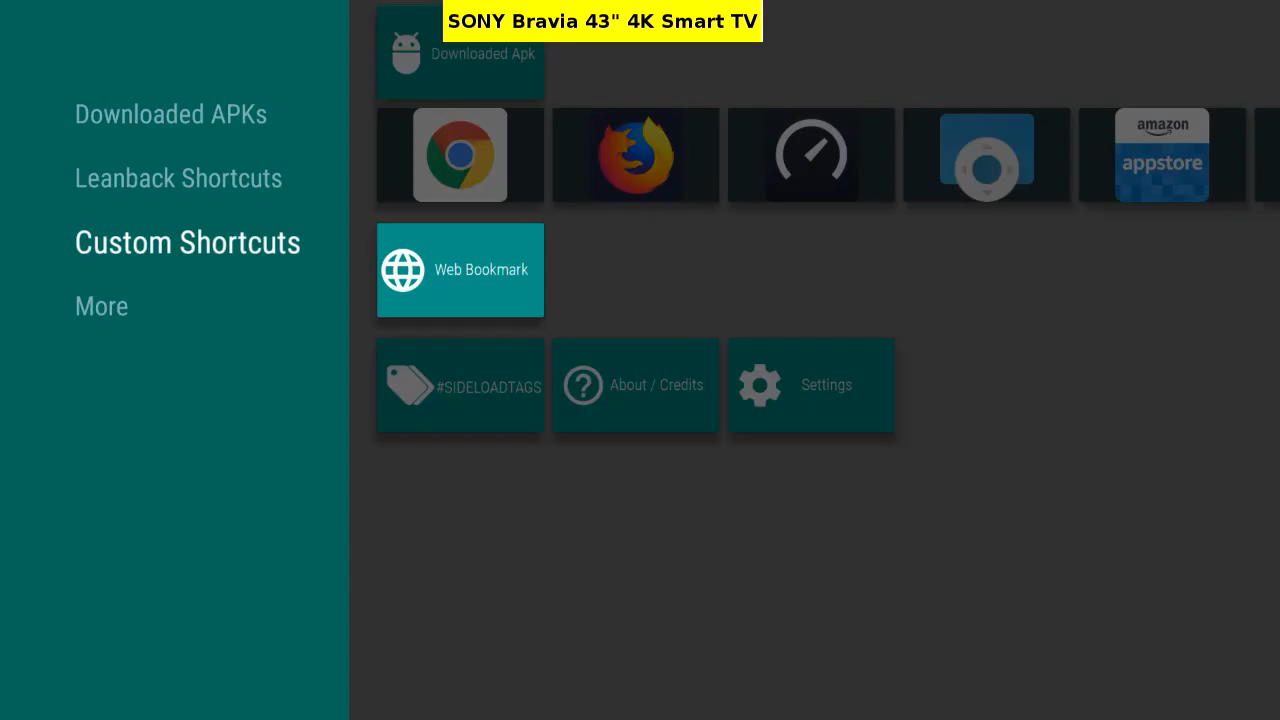 SONY Bravia 43" 4K Smart TV
Downloaded APKs
Leanback Shortcuts
Custom Shortcuts
More
Downloaded Apk
amazon
appstore
Web Bookmark
#SIDELOADTAGS
About / Credits
Settings